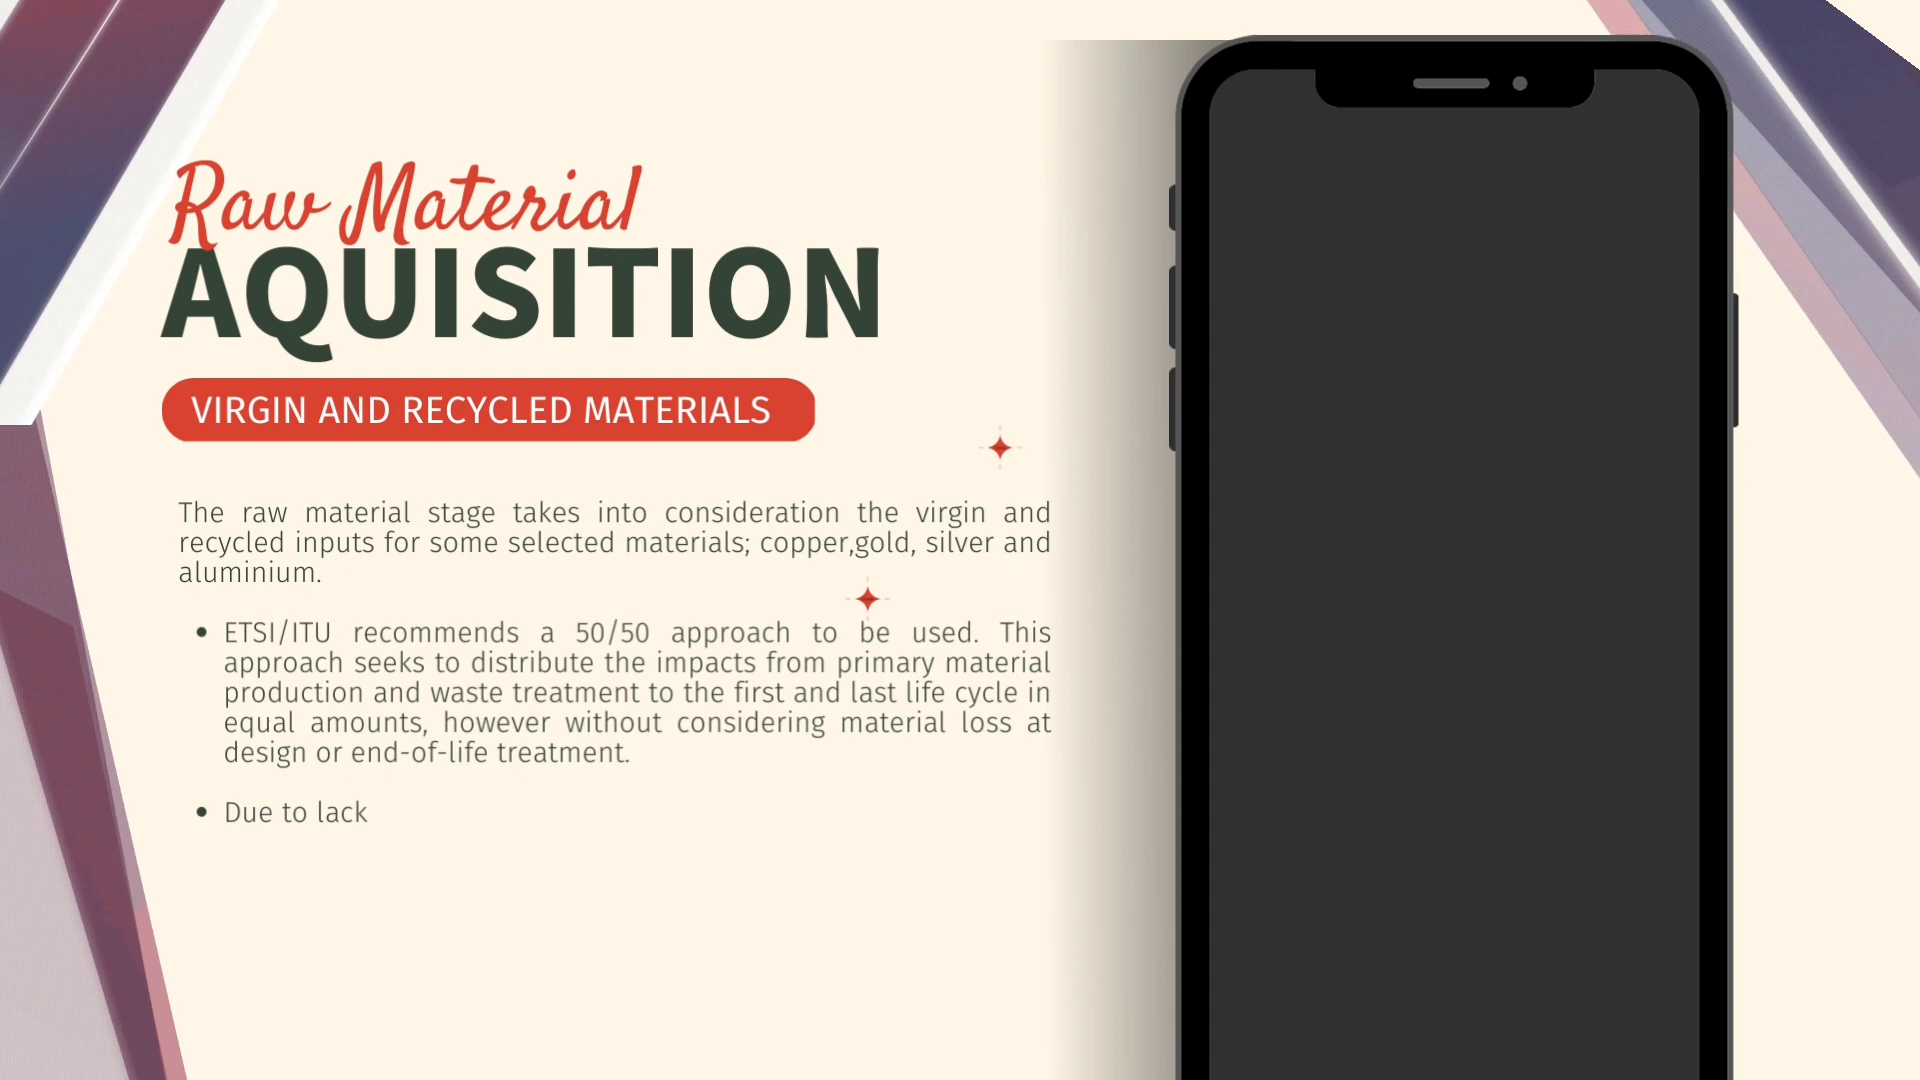 Raw Material
AQUISITION
VIRGIN AND RECYCLED MATERIALS
The raw material stage takes into consideration the virgin and
recycled inputs for some selected materials; copper,gold, silver and
aluminium.
• ETSI/ITU recommends a 50/50 approach to be used. This
approach seeks to distribute the impacts from primary material
production and waste treatment to the first and last life cycle in
equal amounts, however without considering material loss at
design or end-of-life treatment.
• Due to lack